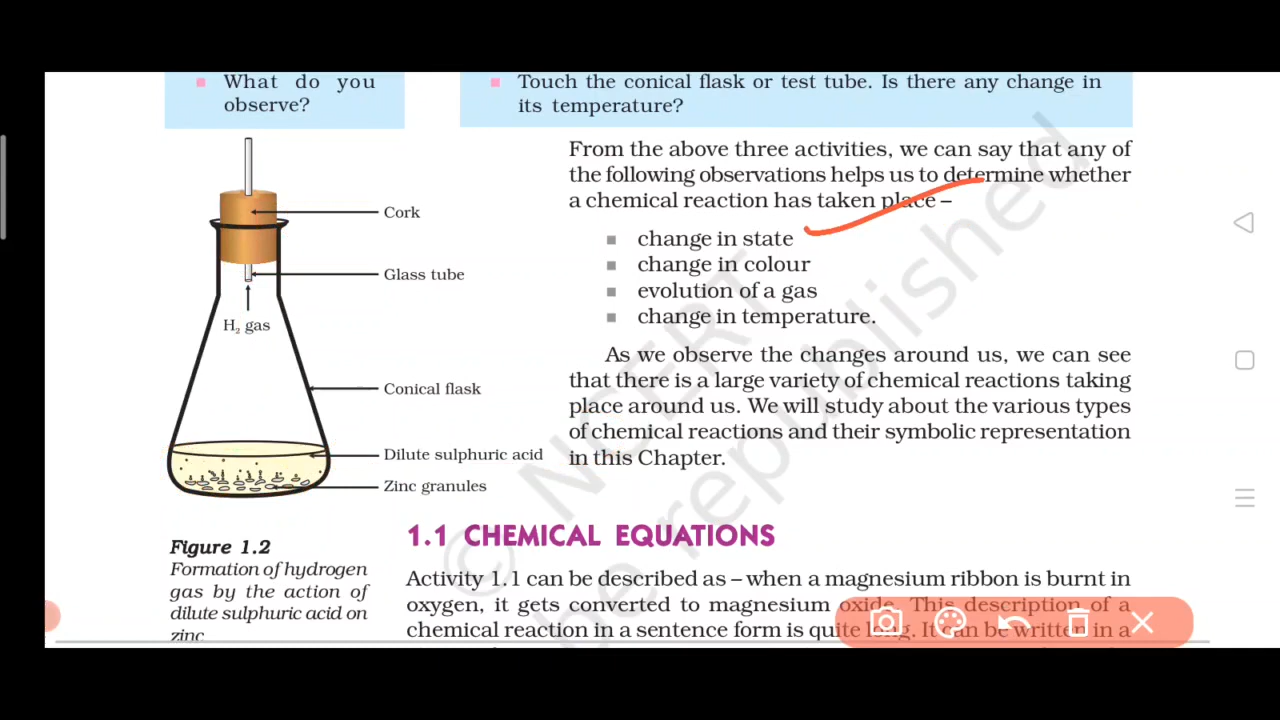 What do you
observe?
Touch the conical flask or test tube. Is there any change in
its temperature?
From the above three activities, we can say that any of
the following observations helps us to determine whether
a chemical reaction has taken place –
change in state
change in colour
evolution of a gas
change in temperature.
As we observe the changes around us, we can see
that there is a large variety of chemical reactions taking
place around us. We will study about the various types
of chemical reactions and their symbolic representation
in this Chapter.
Cork
Glass tube
H₂ gas
Conical flask
Dilute sulphuric acid
Zinc granules
Figure 1.2
Formation of hydrogen
gas by the action of
dilute sulphuric acid on
zinc
1.1 CHEMICAL EQUATIONS
Activity 1.1 can be described as – when a magnesium ribbon is burnt in
oxygen, it gets converted to magnesium oxide. This description of a
chemical reaction in a sentence form is quite long. It can be written in a
© NCERT
be republished